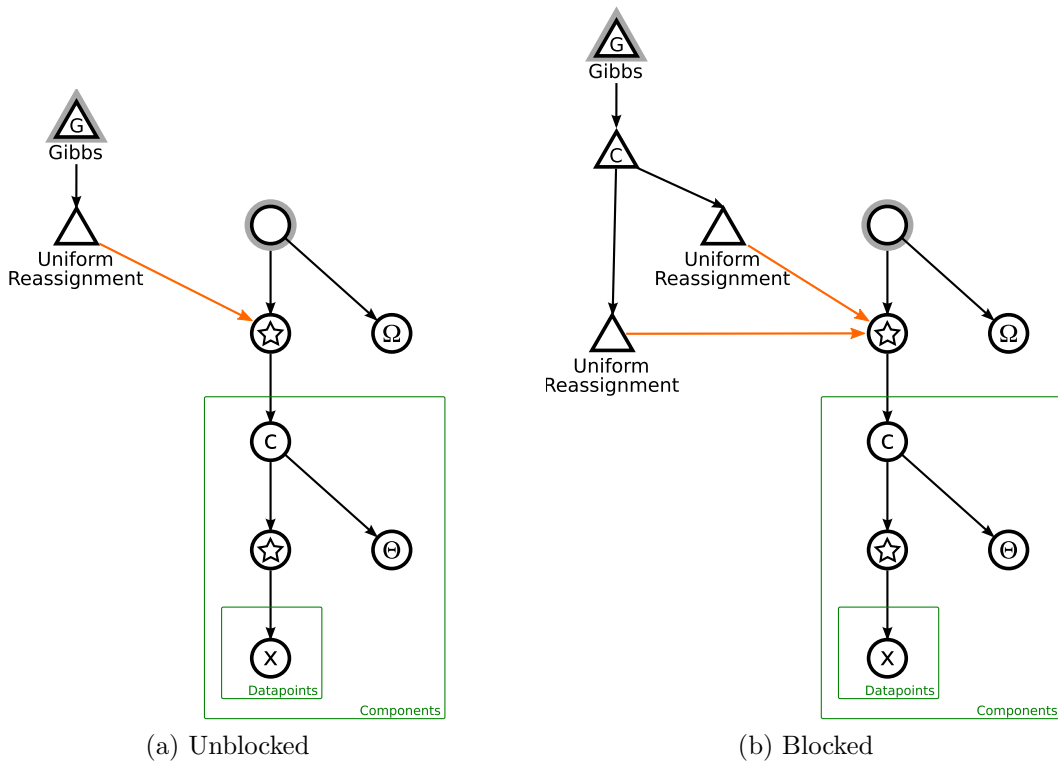 G
Gibbs
Uniform
Reassignment
Ω
C
Θ
X
Datapoints
Components
(a) Unblocked
G
Gibbs
C
Uniform
Reassignment
Uniform
Reassignment
Ω
C
Θ
X
Datapoints
Components
(b) Blocked